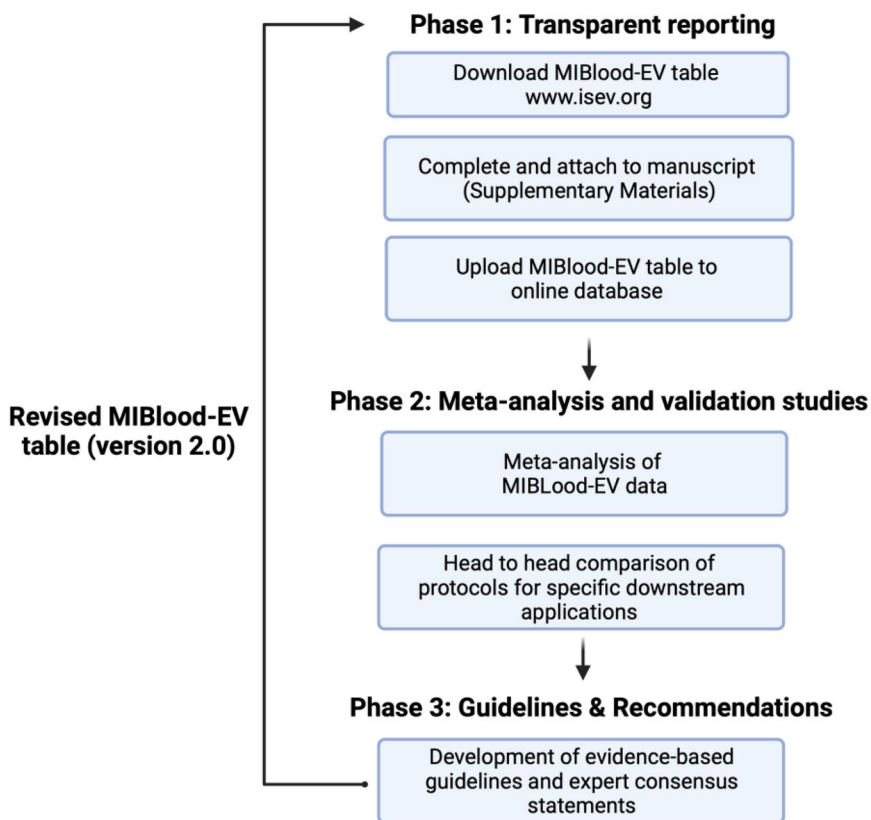 Phase 1: Transparent reporting
Download MIBlood-EV table
www.isev.org
Complete and attach to manuscript
(Supplementary Materials)
Upload MIBlood-EV table to
online database
Phase 2: Meta-analysis and validation studies
Revised MIBlood-EV
table (version 2.0)
Meta-analysis of
MIBLood-EV data
Head to head comparison of
protocols for specific downstream
applications
Phase 3: Guidelines & Recommendations
Development of evidence-based
guidelines and expert consensus
statements